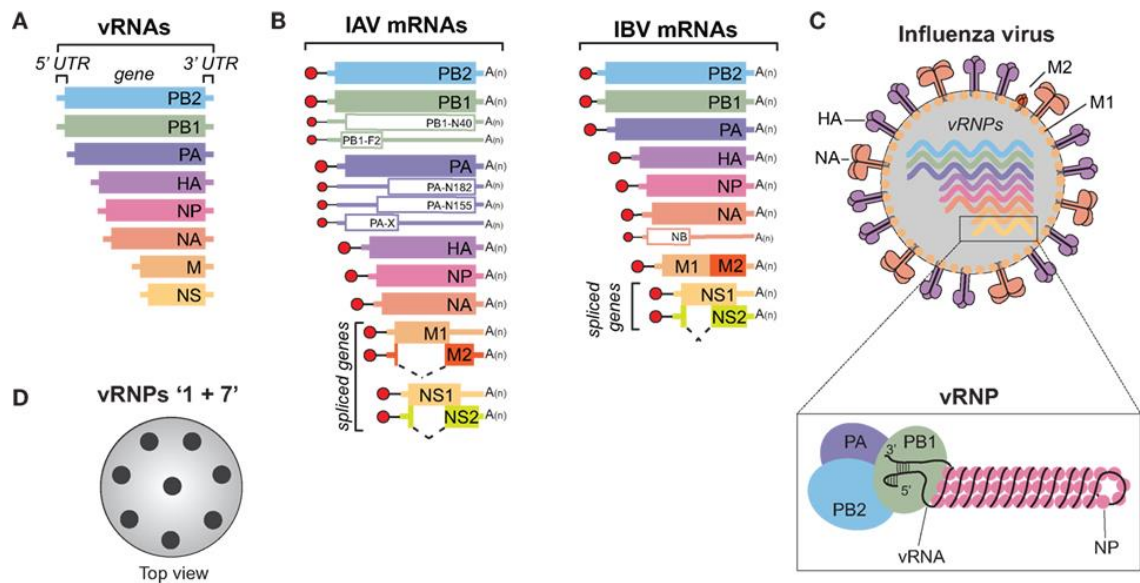 A
vRNAs
5' UTR
3' UTR
gene
PB2
PB1
PA
HA
NP
NA
M
NS
B
IAV mRNAs
PB2 A(n)
PB1 A(n)
PB1-N40 A(n)
PB1-F2 A(n)
PA A(n)
PA-N182 A(n)
PA-N155 A(n)
PA-X A(n)
HA A(n)
NP A(n)
NA A(n)
spliced genes
M1 A(n)
M2 A(n)
NS1 A(n)
NS2 A(n)
IBV mRNAs
PB2 A(n)
PB1 A(n)
PA A(n)
HA A(n)
NP A(n)
NA A(n)
NB A(n)
M1 M2 A(n)
spliced genes
NS1 A(n)
NS2 A(n)
C
Influenza virus
M2
M1
HA
NA
vRNPs
vRNP
PA
PB1
PB2
3'
5'
vRNA
NP
D
vRNPs '1 + 7'
Top view